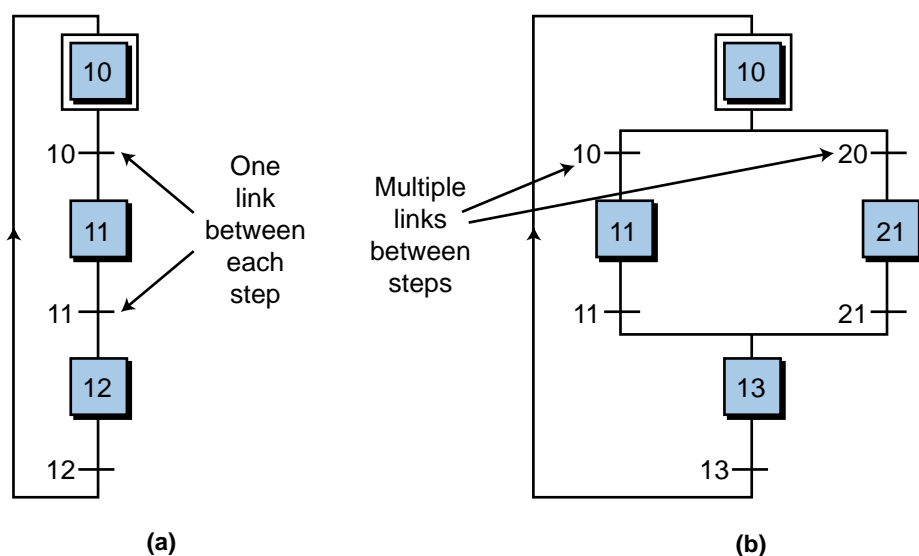 10
10
11
11
12
12
One
link
between
each
step
(a)
10
10
20
Multiple
links
between
steps
11
21
11
21
13
13
(b)